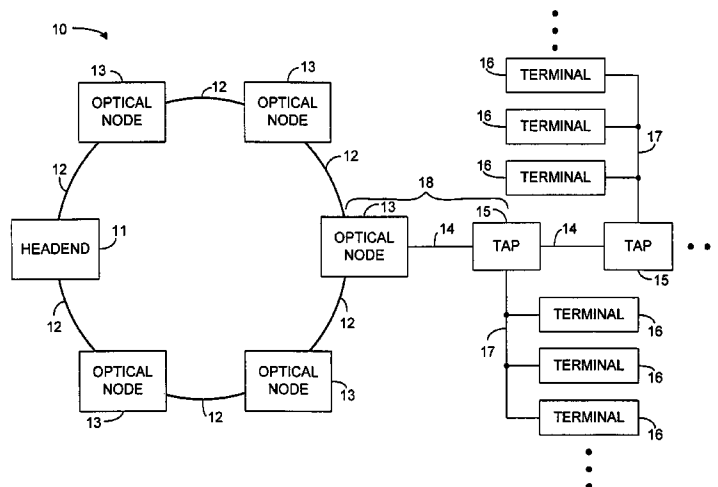 10
13
OPTICAL
NODE
12
13
OPTICAL
NODE
12
12
HEADEND
11
12
OPTICAL
NODE
13
12
OPTICAL
NODE
13
12
18
13
OPTICAL
NODE
14
15
TAP
14
TAP
15
16
TERMINAL
16
TERMINAL
16
TERMINAL
17
17
TERMINAL
16
TERMINAL
16
TERMINAL
16